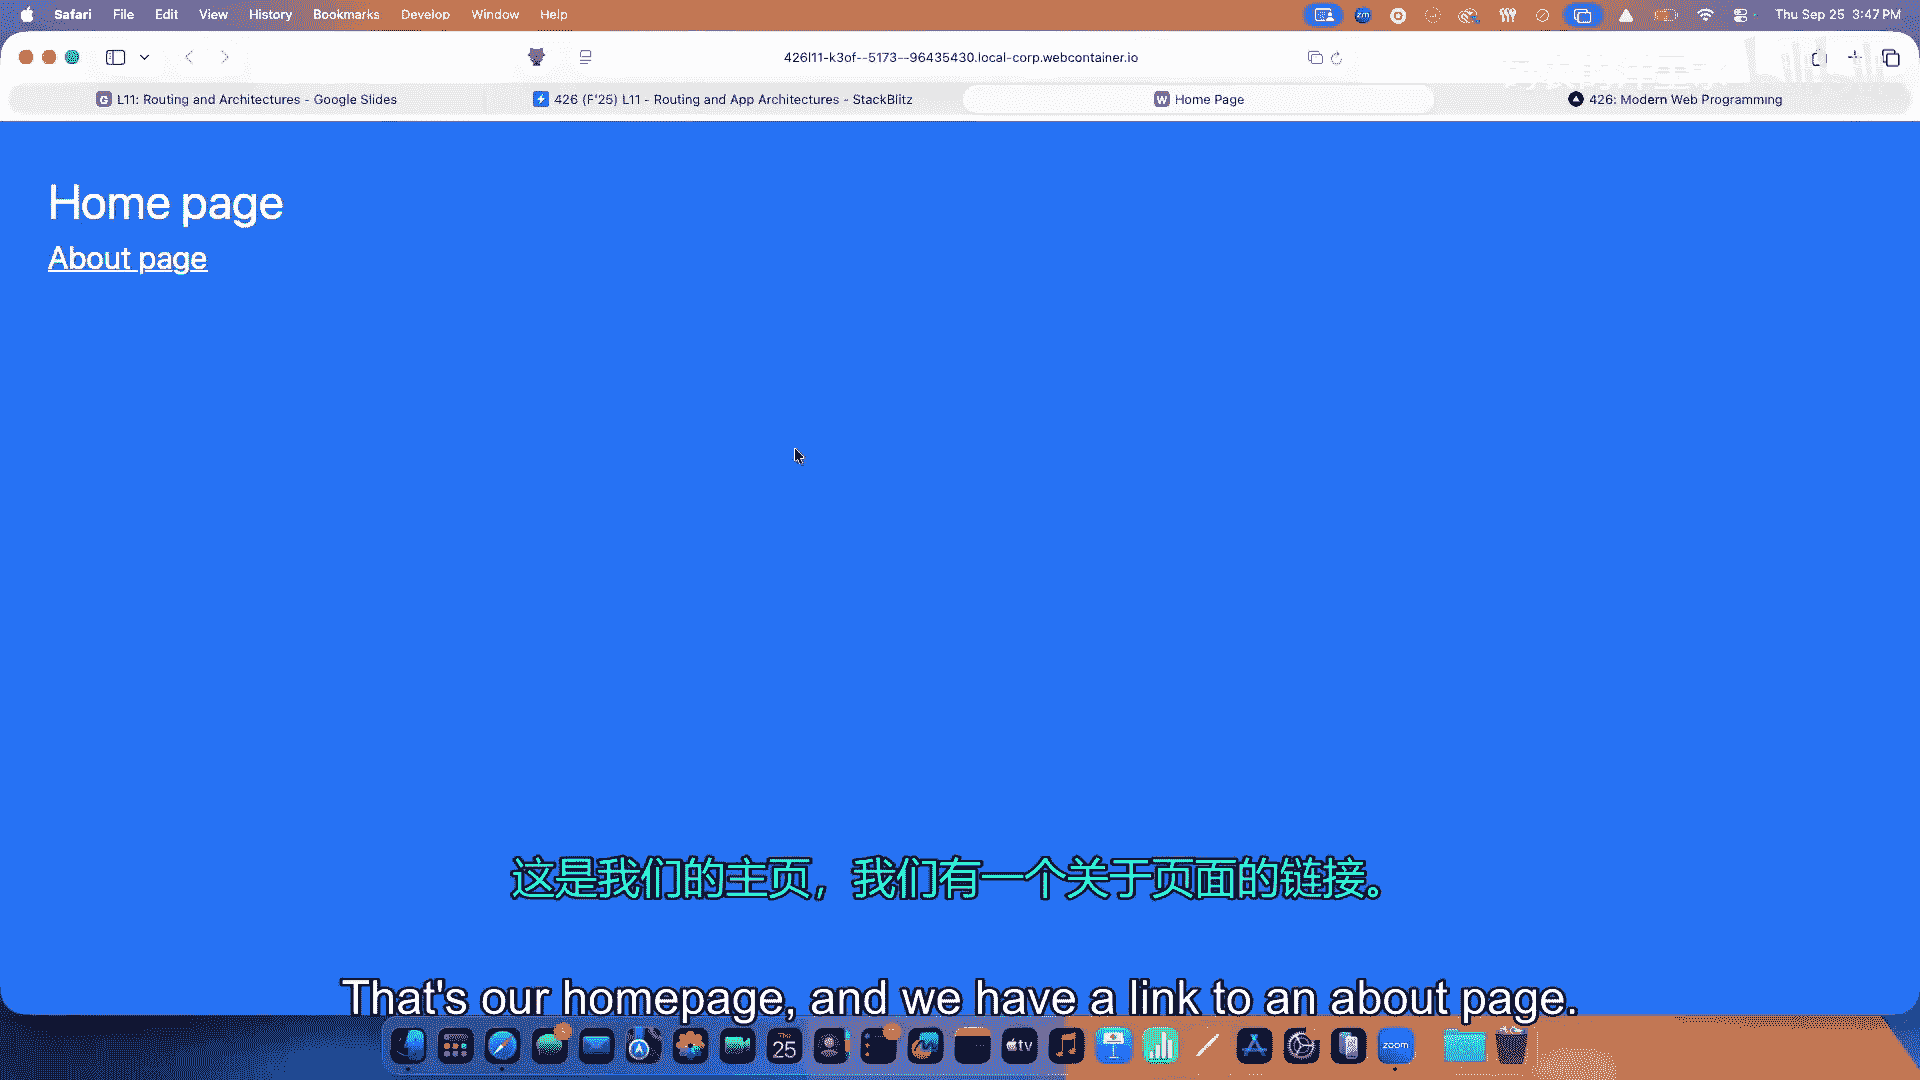 Safari File Edit View History Bookmarks Develop Window Help
zm
Thu Sep 25 3:47 PM
426l11-k3of--5173--96435430.local-corp.webcontainer.io
G L11: Routing and Architectures - Google Slides
426 (F'25) L11 - Routing and App Architectures - StackBlitz
W Home Page
426: Modern Web Programming
Home page
About page
这是我们的主页，我们有一个关于页面的链接。
That's our homepage, and we have a link to an about page.
25
tv
zoom